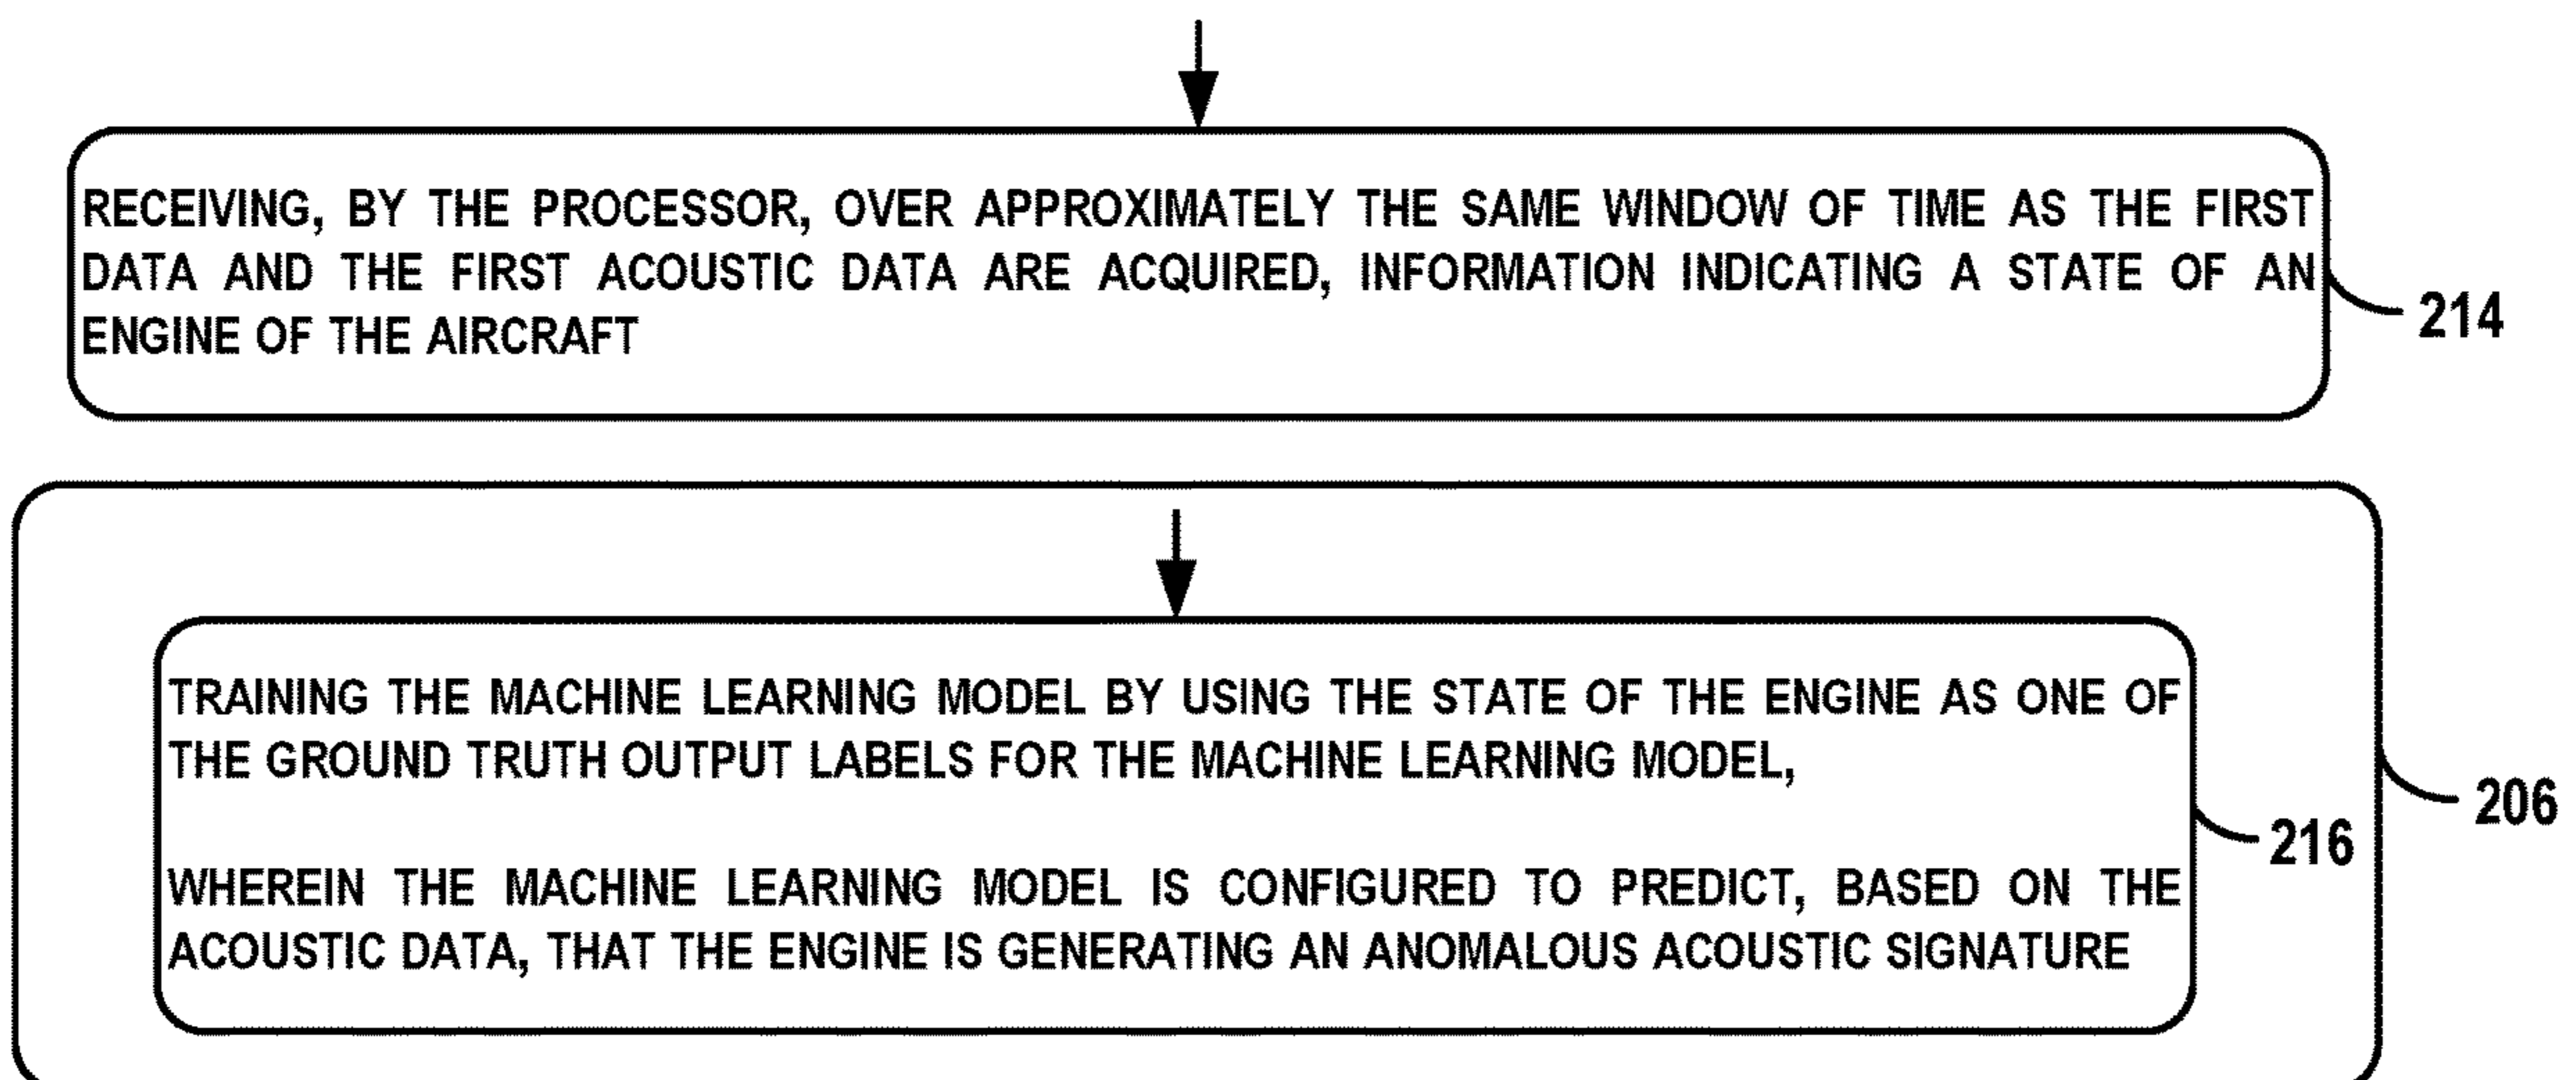 RECEIVING, BY THE PROCESSOR, OVER APPROXIMATELY THE SAME WINDOW OF TIME AS THE FIRST
DATA AND THE FIRST ACOUSTIC DATA ARE ACQUIRED, INFORMATION INDICATING A STATE OF AN
ENGINE OF THE AIRCRAFT
214
TRAINING THE MACHINE LEARNING MODEL BY USING THE STATE OF THE ENGINE AS ONE OF
THE GROUND TRUTH OUTPUT LABELS FOR THE MACHINE LEARNING MODEL,
WHEREIN THE MACHINE LEARNING MODEL IS CONFIGURED TO PREDICT, BASED ON THE
ACOUSTIC DATA, THAT THE ENGINE IS GENERATING AN ANOMALOUS ACOUSTIC SIGNATURE
216
206